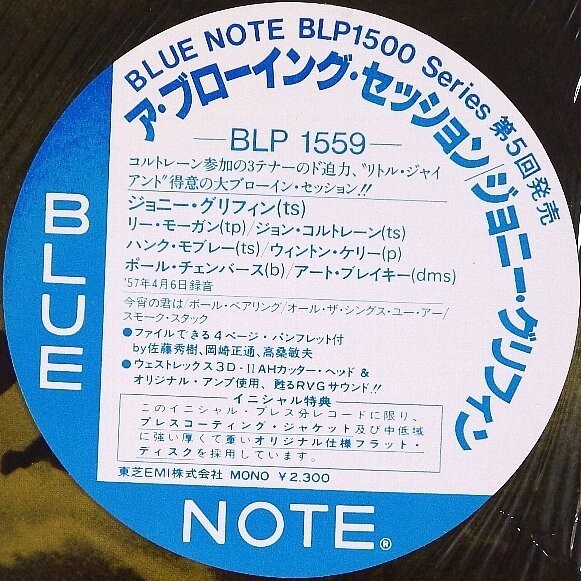 BLUE NOTE BLP1500 Series 第5回発売
ア・ブローイング・セッション/ジョニー・グリフィン
BLP 1559
コルトレーン参加の3テナーのド迫力、“リトル・ジャイ
アント”得意の大ブローイン・セッション!!
ジョニー・グリフィン(ts)
リー・モーガン(tp)/ジョン・コルトレーン(ts)
ハンク・モブレー(ts)/ウィントン・ケリー(p)
ポール・チェンバース(b)/アート・ブレイキー(dms)
'57年4月6日録音
今宵の君は/ボール・ベアリング/オール・ザ・シングス・ユー・アー/
スモーク・スタック
●ファイルできる4ページ・パンフレット付
by佐藤秀樹、岡崎正通、高桑敏夫
●ウェストレックス3D-IIAHカッター・ヘッド&
オリジナル・アンプ使用、甦るRVGサウンド!!
イニシャル特典
このイニシャル・プレス分レコードに限り、
プレスコーティング・ジャケット及び中低域
に強い厚くて重いオリジナル仕様フラット・
ディスクを採用しています。
東芝EMI株式会社 MONO ¥2.300
BLUE
NOTE®